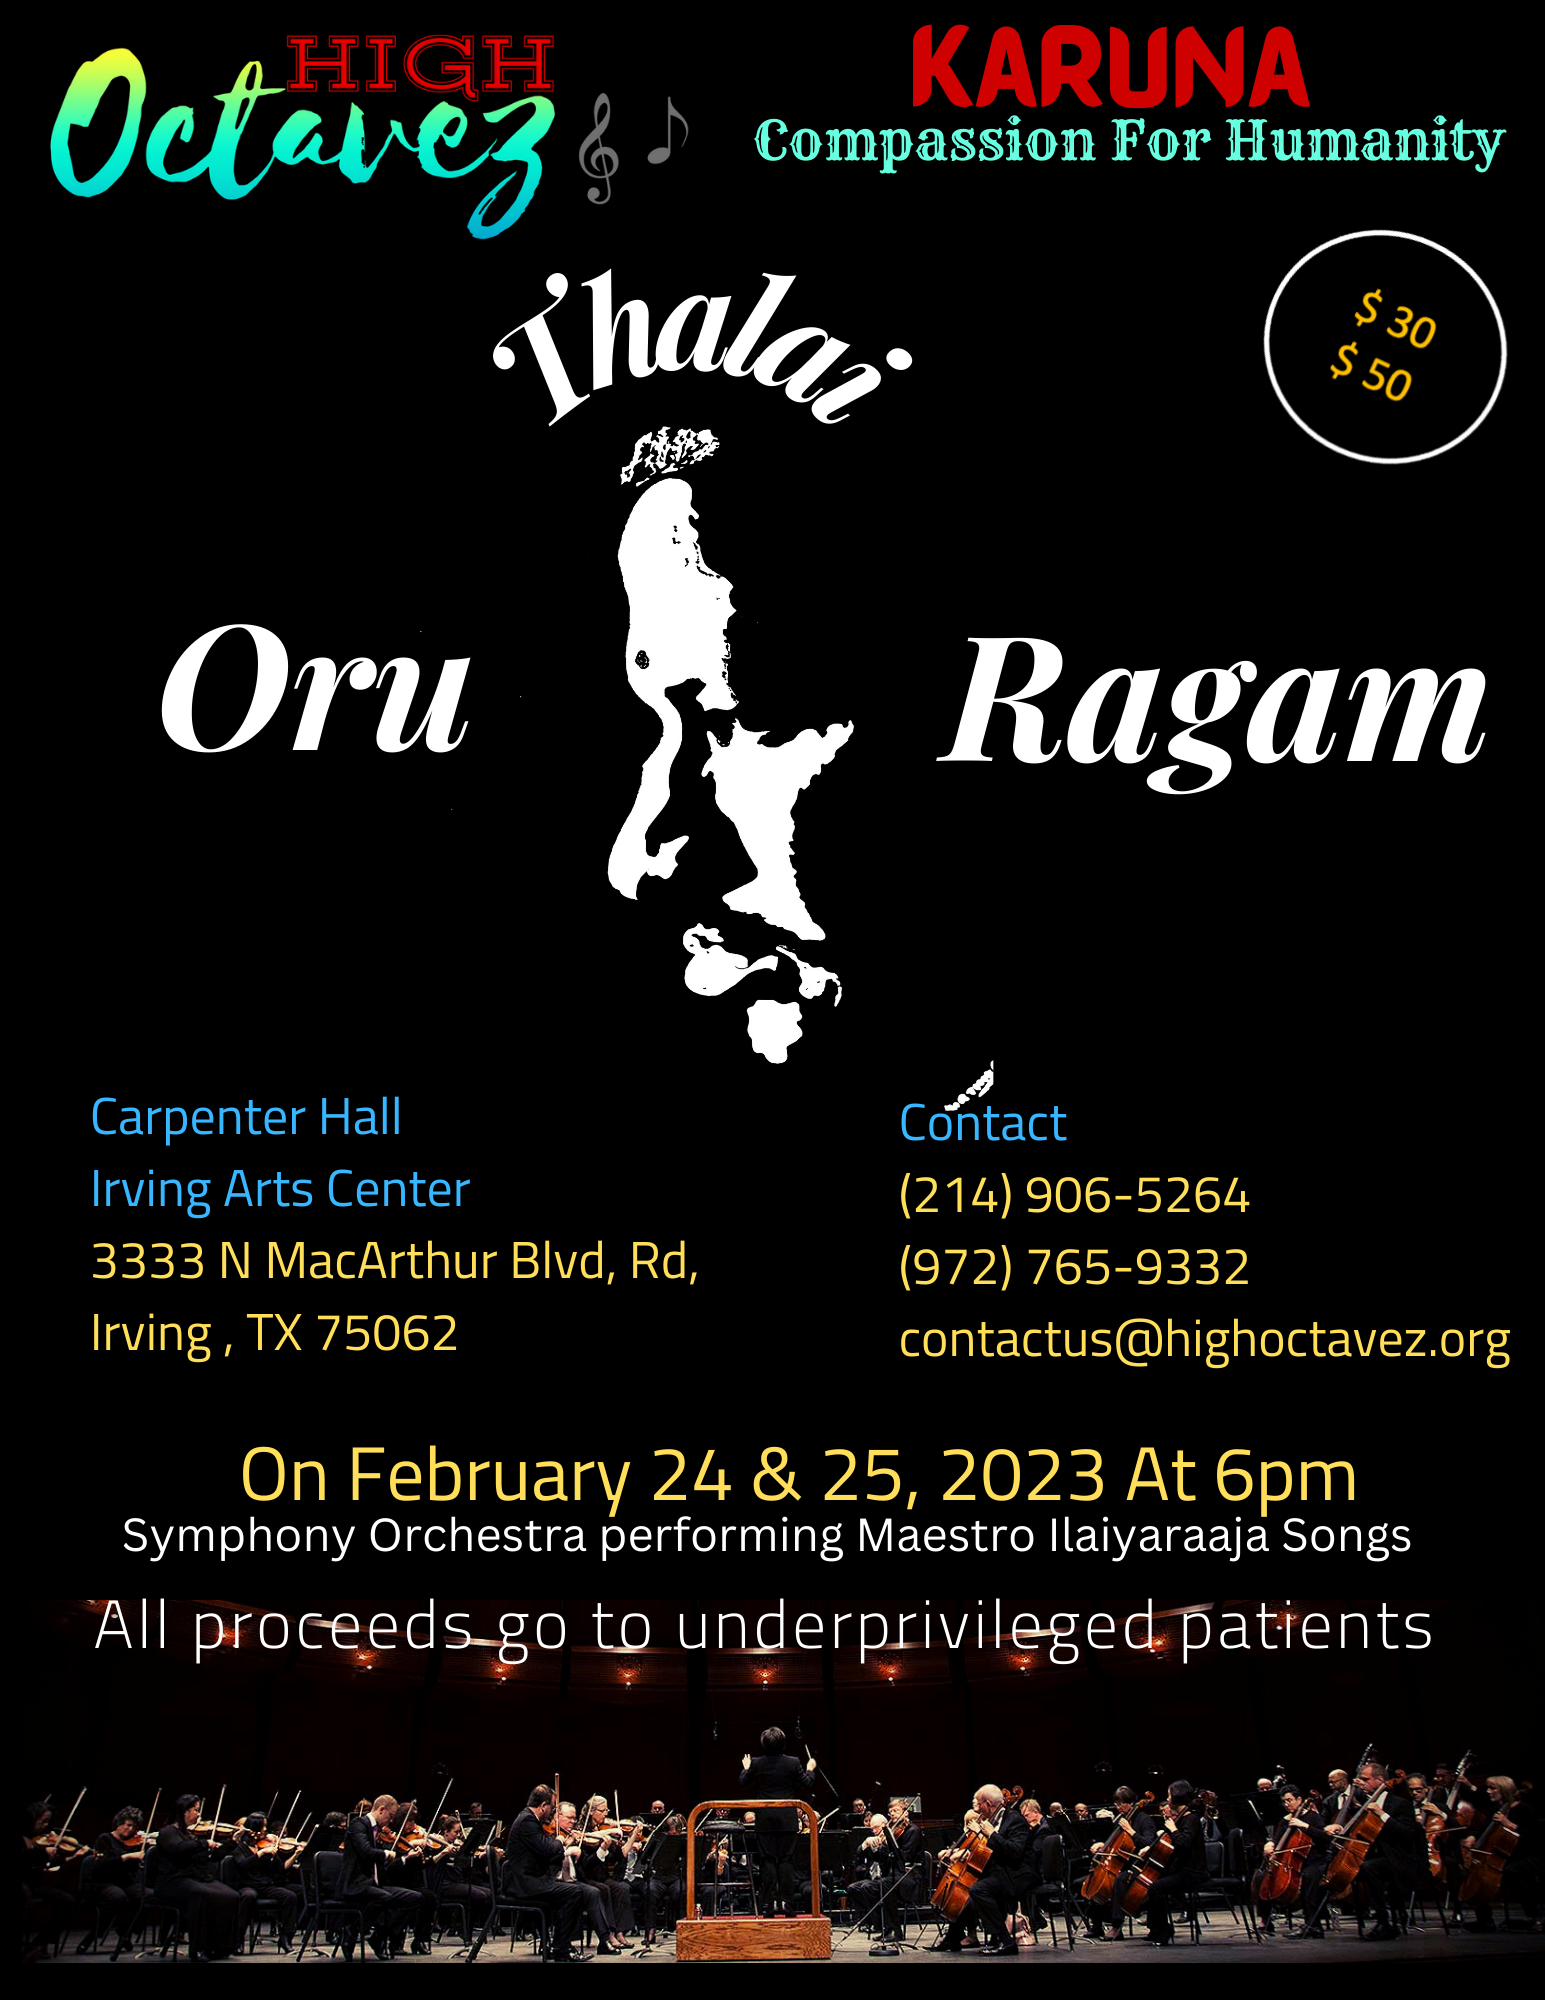 HIGH
Octavez
KARUNA
Compassion For Humanity
$ 30
$ 50
Thalai
Oru
Ragam
Carpenter Hall
Irving Arts Center
3333 N MacArthur Blvd, Rd,
Irving , TX 75062
Contact
(214) 906-5264
(972) 765-9332
contactus@highoctavez.org
On February 24 & 25, 2023 At 6pm
Symphony Orchestra performing Maestro Ilaiyaraaja Songs
All proceeds go to underprivileged patients